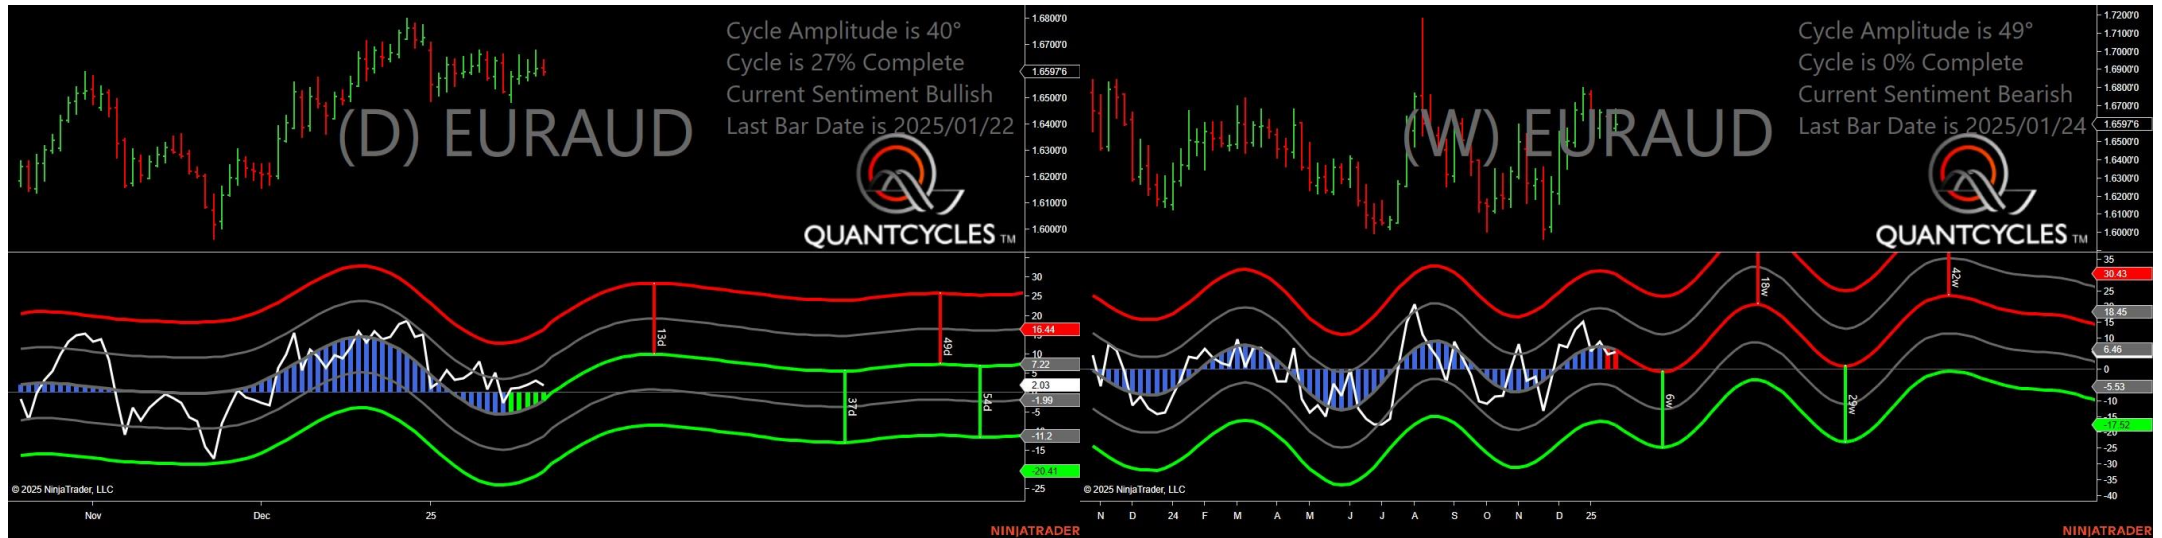 Cycle Amplitude is 40°
Cycle is 27% Complete
Current Sentiment Bullish
Last Bar Date is 2025/01/22
(D) EURAUD
QUANTCYCLES TM
1.6800'0
1.6700'0
1.6597'6
1.6500'0
1.6400'0
1.6300'0
1.6200'0
1.6100'0
1.6000'0
30
25
20
16.44
10
7.22
5
2.03
-1.99
-5
-11.2
-15
-20.41
-25
13d
37d
49d
54d
© 2025 NinjaTrader, LLC
Nov
Dec
25
NINJATRADER
Cycle Amplitude is 49°
Cycle is 0% Complete
Current Sentiment Bearish
Last Bar Date is 2025/01/24
(W) EURAUD
QUANTCYCLES TM
1.7200'0
1.7100'0
1.7000'0
1.6900'0
1.6800'0
1.6700'0
1.6597'6
1.6500'0
1.6400'0
1.6300'0
1.6200'0
1.6100'0
1.6000'0
35
30.43
25
18.45
15
10
6.46
0
-5.53
-10
-15
-17.52
-25
-30
-35
-40
6w
18w
29w
42w
© 2025 NinjaTrader, LLC
N
D
24
F
M
A
M
J
J
A
S
O
N
D
25
NINJATRADER